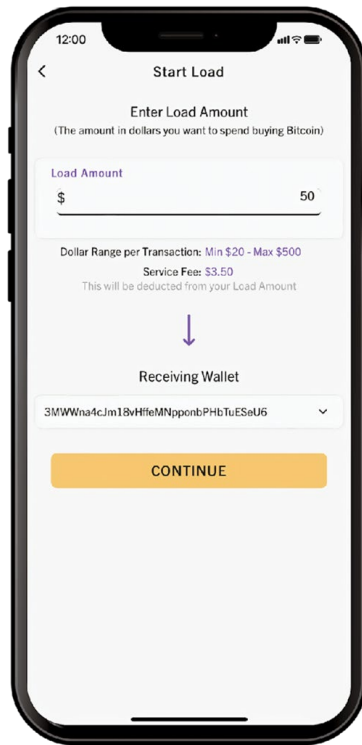 12:00
Start Load
Enter Load Amount
(The amount in dollars you want to spend buying Bitcoin)
Load Amount
$ 50
Dollar Range per Transaction: Min $20 - Max $500
Service Fee: $3.50
This will be deducted from your Load Amount
Receiving Wallet
3MWWna4cJm18vHffeMNpponbPHbTuESeU6
CONTINUE